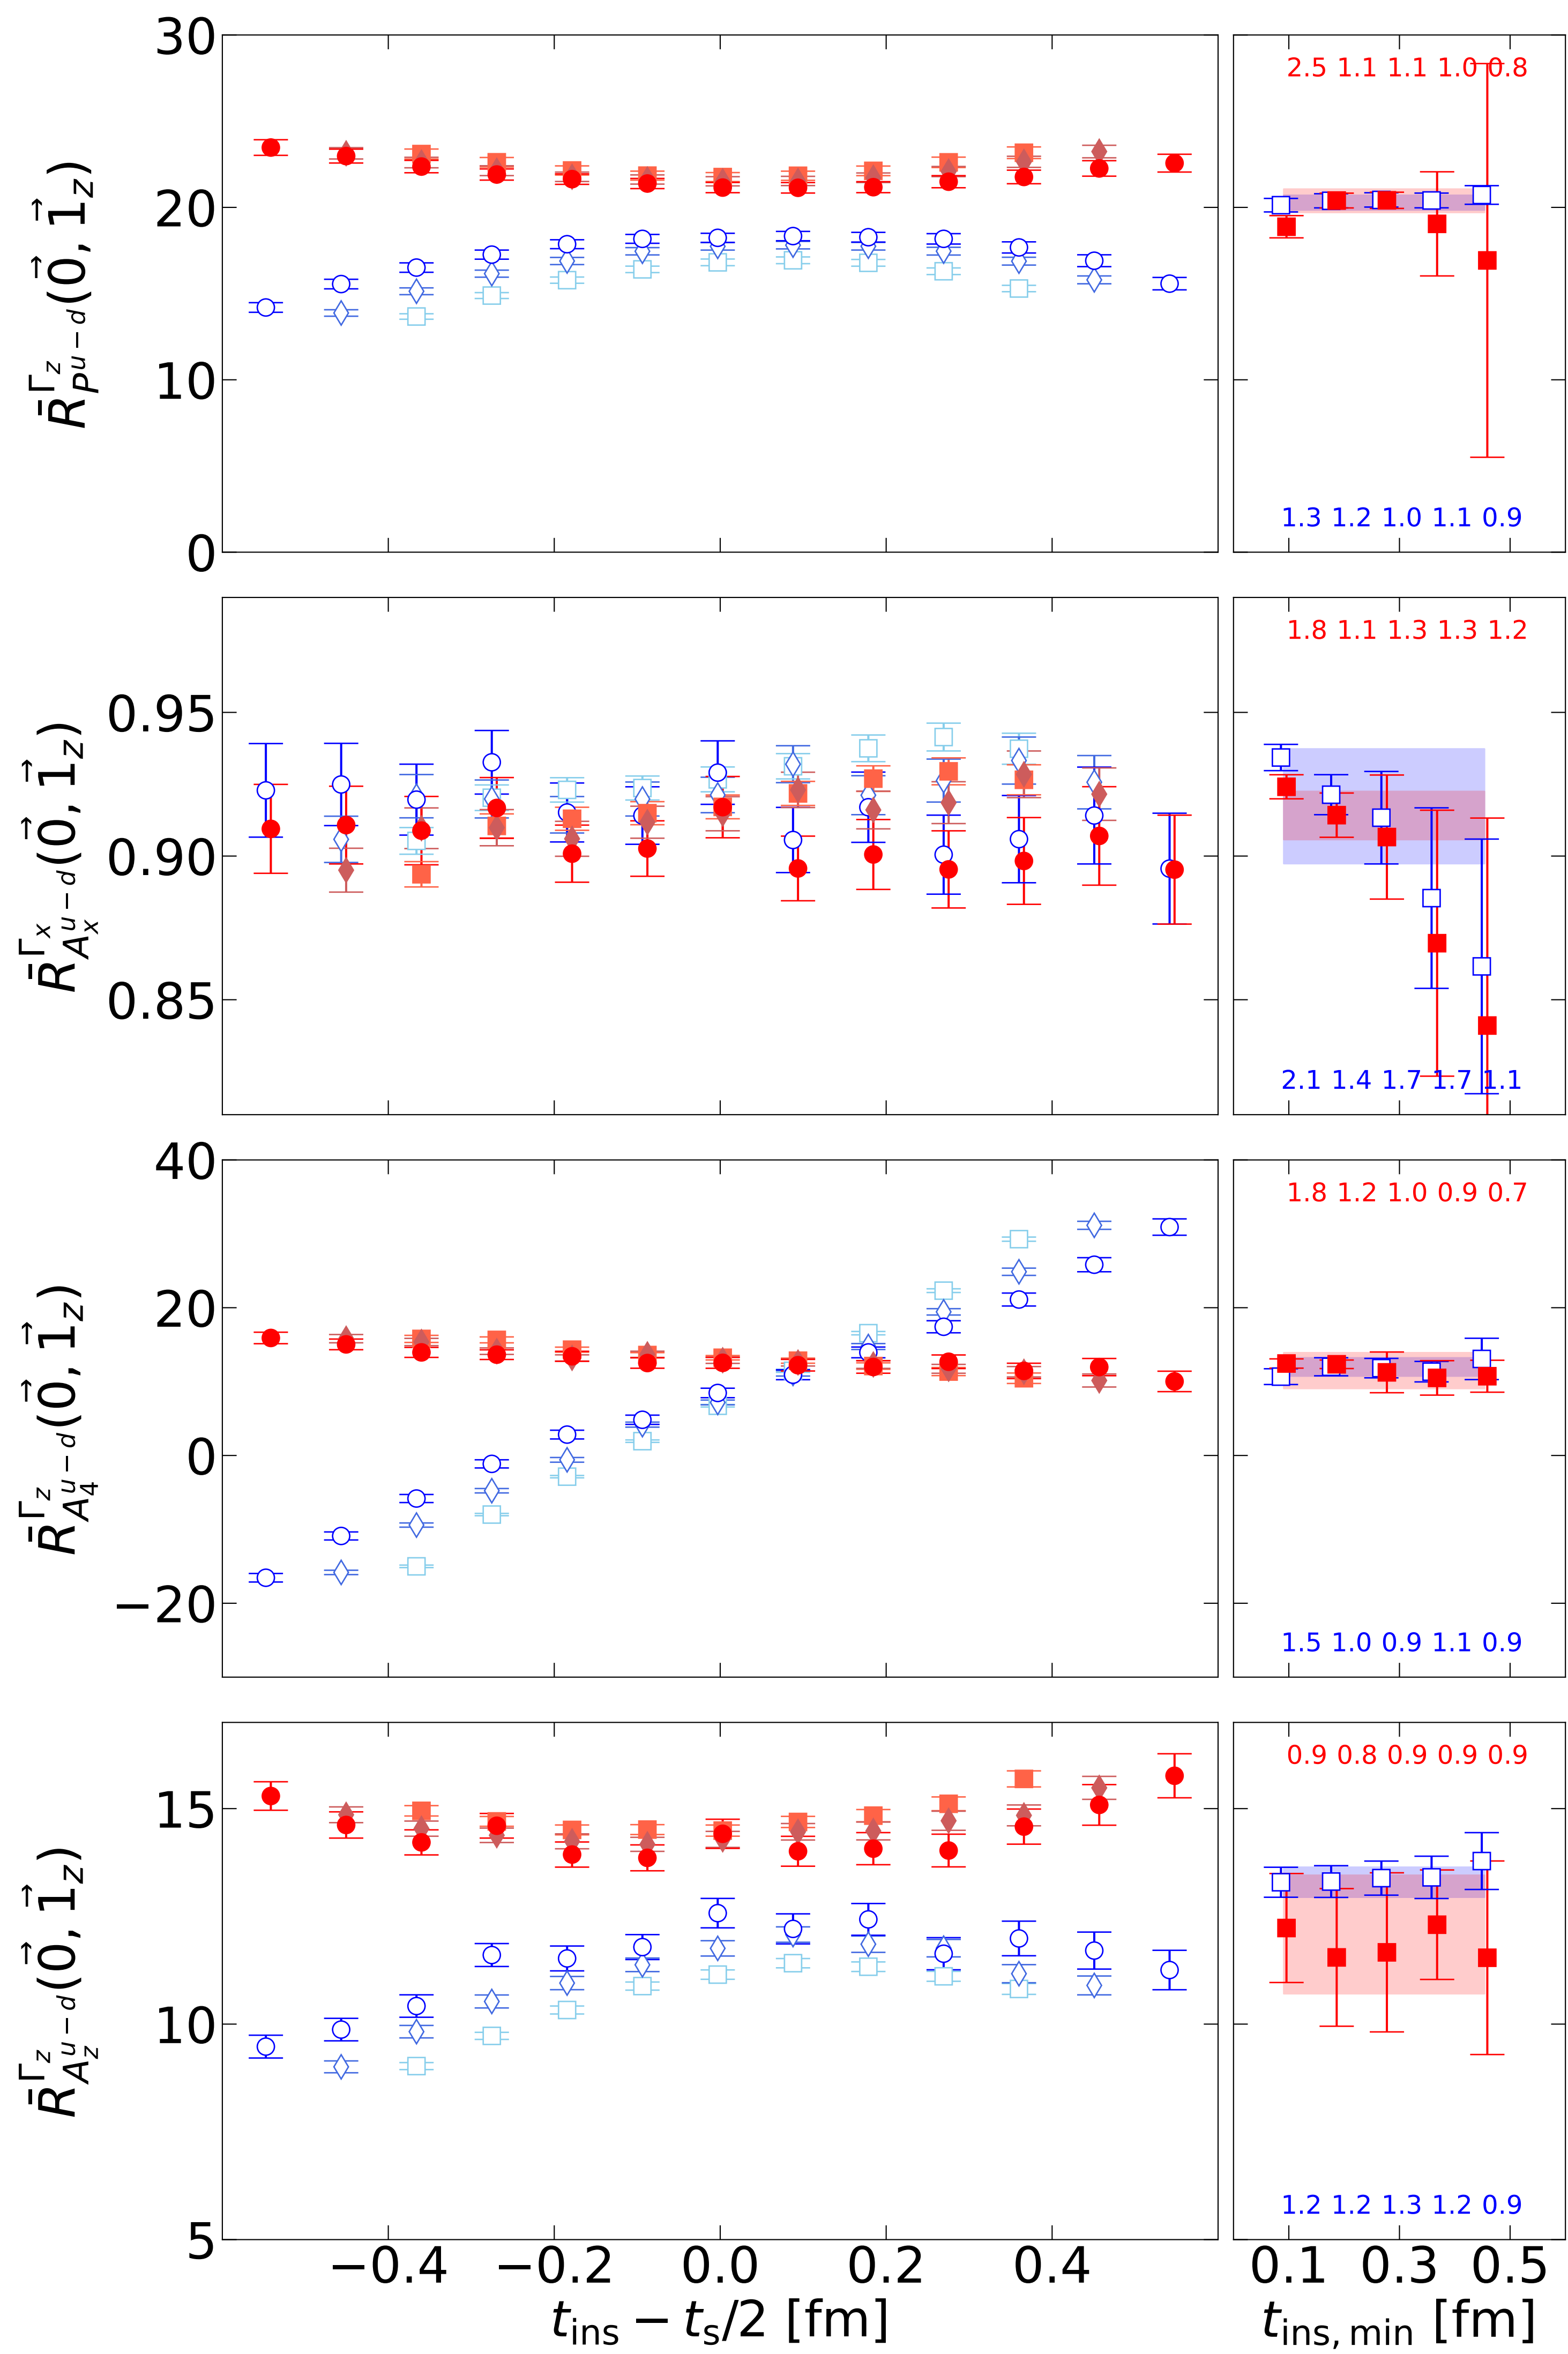 R̄^{Γ_z}_{P^{u−d}}(0⃗, 1⃗_z)
30
20
10
0
2.5 1.1 1.1 1.0 0.8
1.3 1.2 1.0 1.1 0.9
R̄^{Γ_x}_{A_x^{u−d}}(0⃗, 1⃗_z)
0.95
0.90
0.85
1.8 1.1 1.3 1.3 1.2
2.1 1.4 1.7 1.7 1.1
R̄^{Γ_z}_{A_4^{u−d}}(0⃗, 1⃗_z)
40
20
0
−20
1.8 1.2 1.0 0.9 0.7
1.5 1.0 0.9 1.1 0.9
R̄^{Γ_z}_{A_z^{u−d}}(0⃗, 1⃗_z)
15
10
5
0.9 0.8 0.9 0.9 0.9
1.2 1.2 1.3 1.2 0.9
−0.4 −0.2 0.0 0.2 0.4
t_ins − t_s/2 [fm]
0.1 0.3 0.5
t_ins, min [fm]